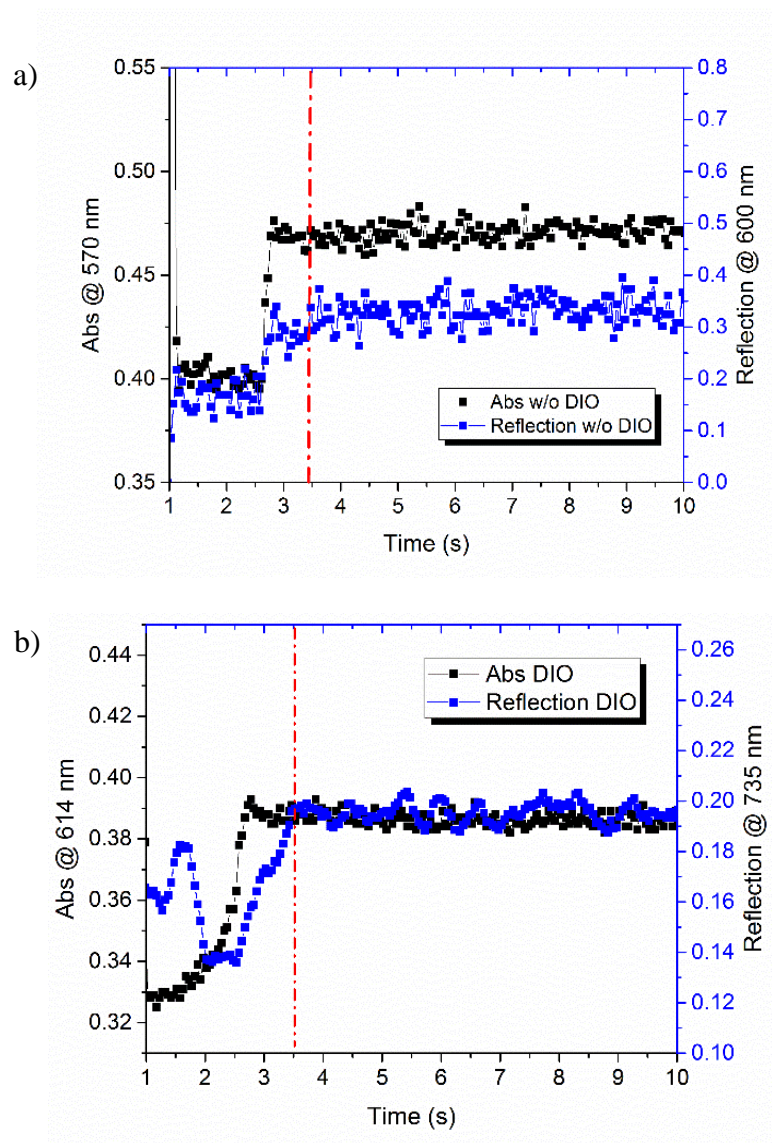 a)
0.55
0.50
0.45
0.40
0.35
Abs @ 570 nm
0.8
0.7
0.6
0.5
0.4
0.3
0.2
0.1
0.0
Reflection @ 600 nm
Abs w/o DIO
Reflection w/o DIO
1 2 3 4 5 6 7 8 9 10
Time (s)
b)
0.44
0.42
0.40
0.38
0.36
0.34
0.32
Abs @ 614 nm
0.26
0.24
0.22
0.20
0.18
0.16
0.14
0.12
0.10
Reflection @ 735 nm
Abs DIO
Reflection DIO
1 2 3 4 5 6 7 8 9 10
Time (s)